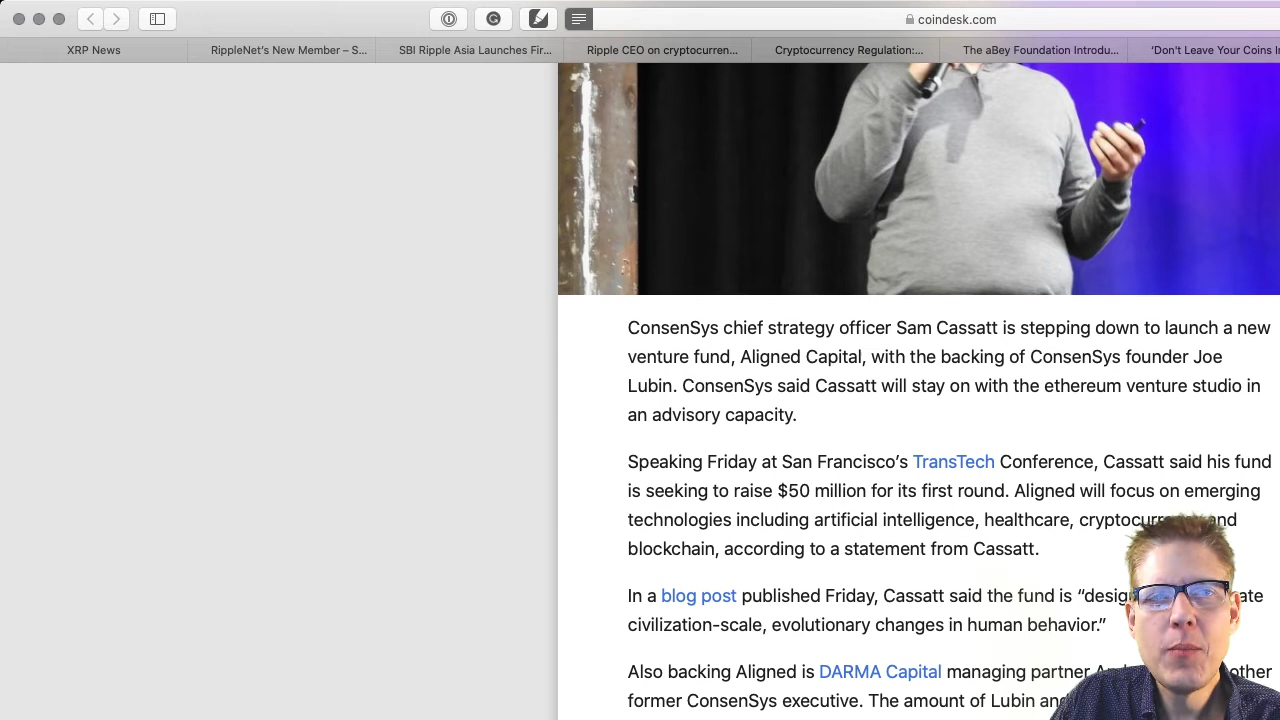 coindesk.com
XRP News
RippleNet's New Member – S...
SBI Ripple Asia Launches Fir...
Ripple CEO on cryptocurren...
Cryptocurrency Regulation:...
The aBey Foundation Introdu...
'Don't Leave Your Coins
ConsenSys chief strategy officer Sam Cassatt is stepping down to launch a new
venture fund, Aligned Capital, with the backing of ConsenSys founder Joe
Lubin. ConsenSys said Cassatt will stay on with the ethereum venture studio in
an advisory capacity.
Speaking Friday at San Francisco’s TransTech Conference, Cassatt said his fund
is seeking to raise $50 million for its first round. Aligned will focus on emerging
technologies including artificial intelligence, healthcare, and
blockchain, according to a statement from Cassatt.
In a blog post published Friday, Cassatt said the fund is
civilization-scale, evolutionary changes in human behavior.”
Also backing Aligned is DARMA Capital managing partner
former ConsenSys executive. The amount of Lubin